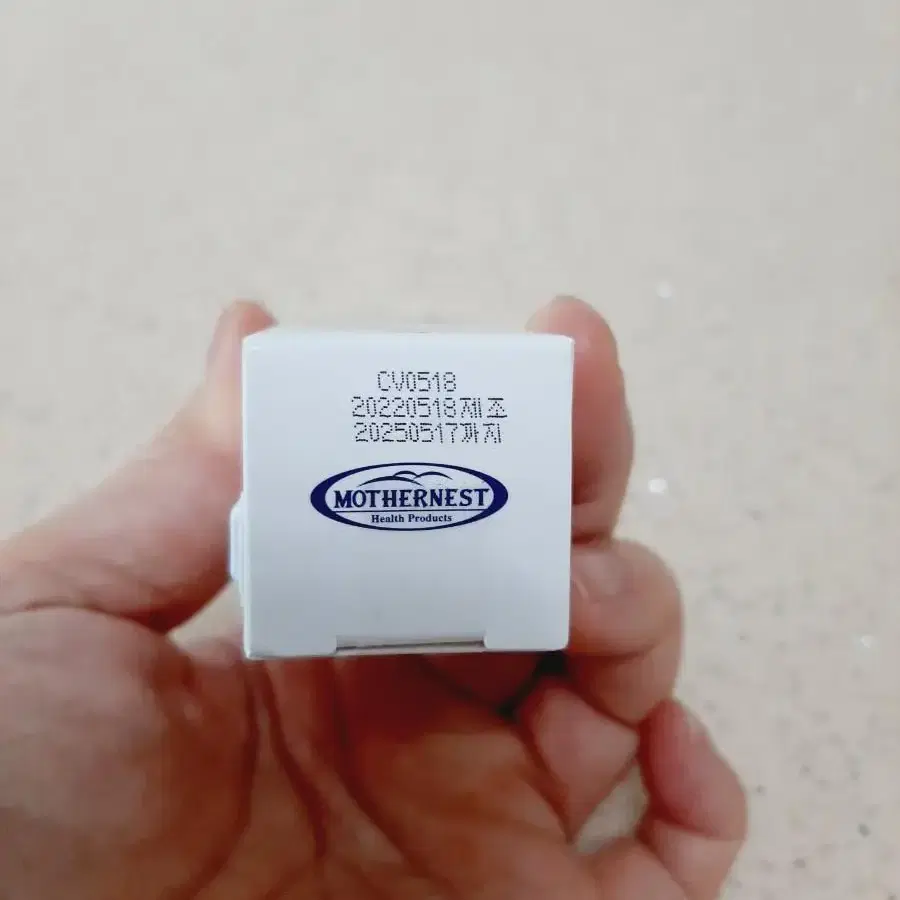 CV0518
20220518제조
20250517까지
MOTHERNEST
Health Products